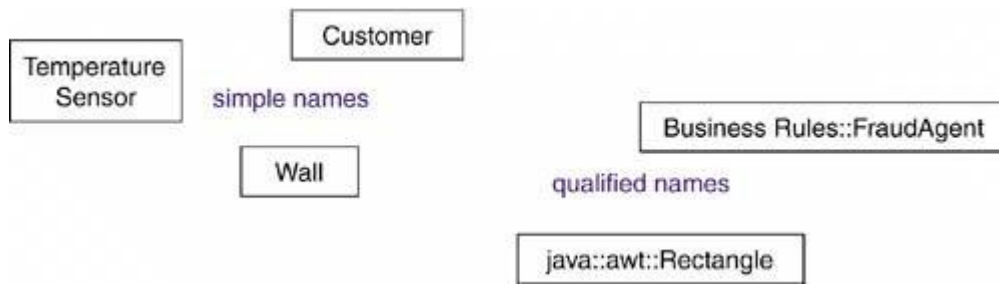 Customer
Temperature
Sensor
simple names
Business Rules::FraudAgent
Wall
qualified names
java::awt::Rectangle